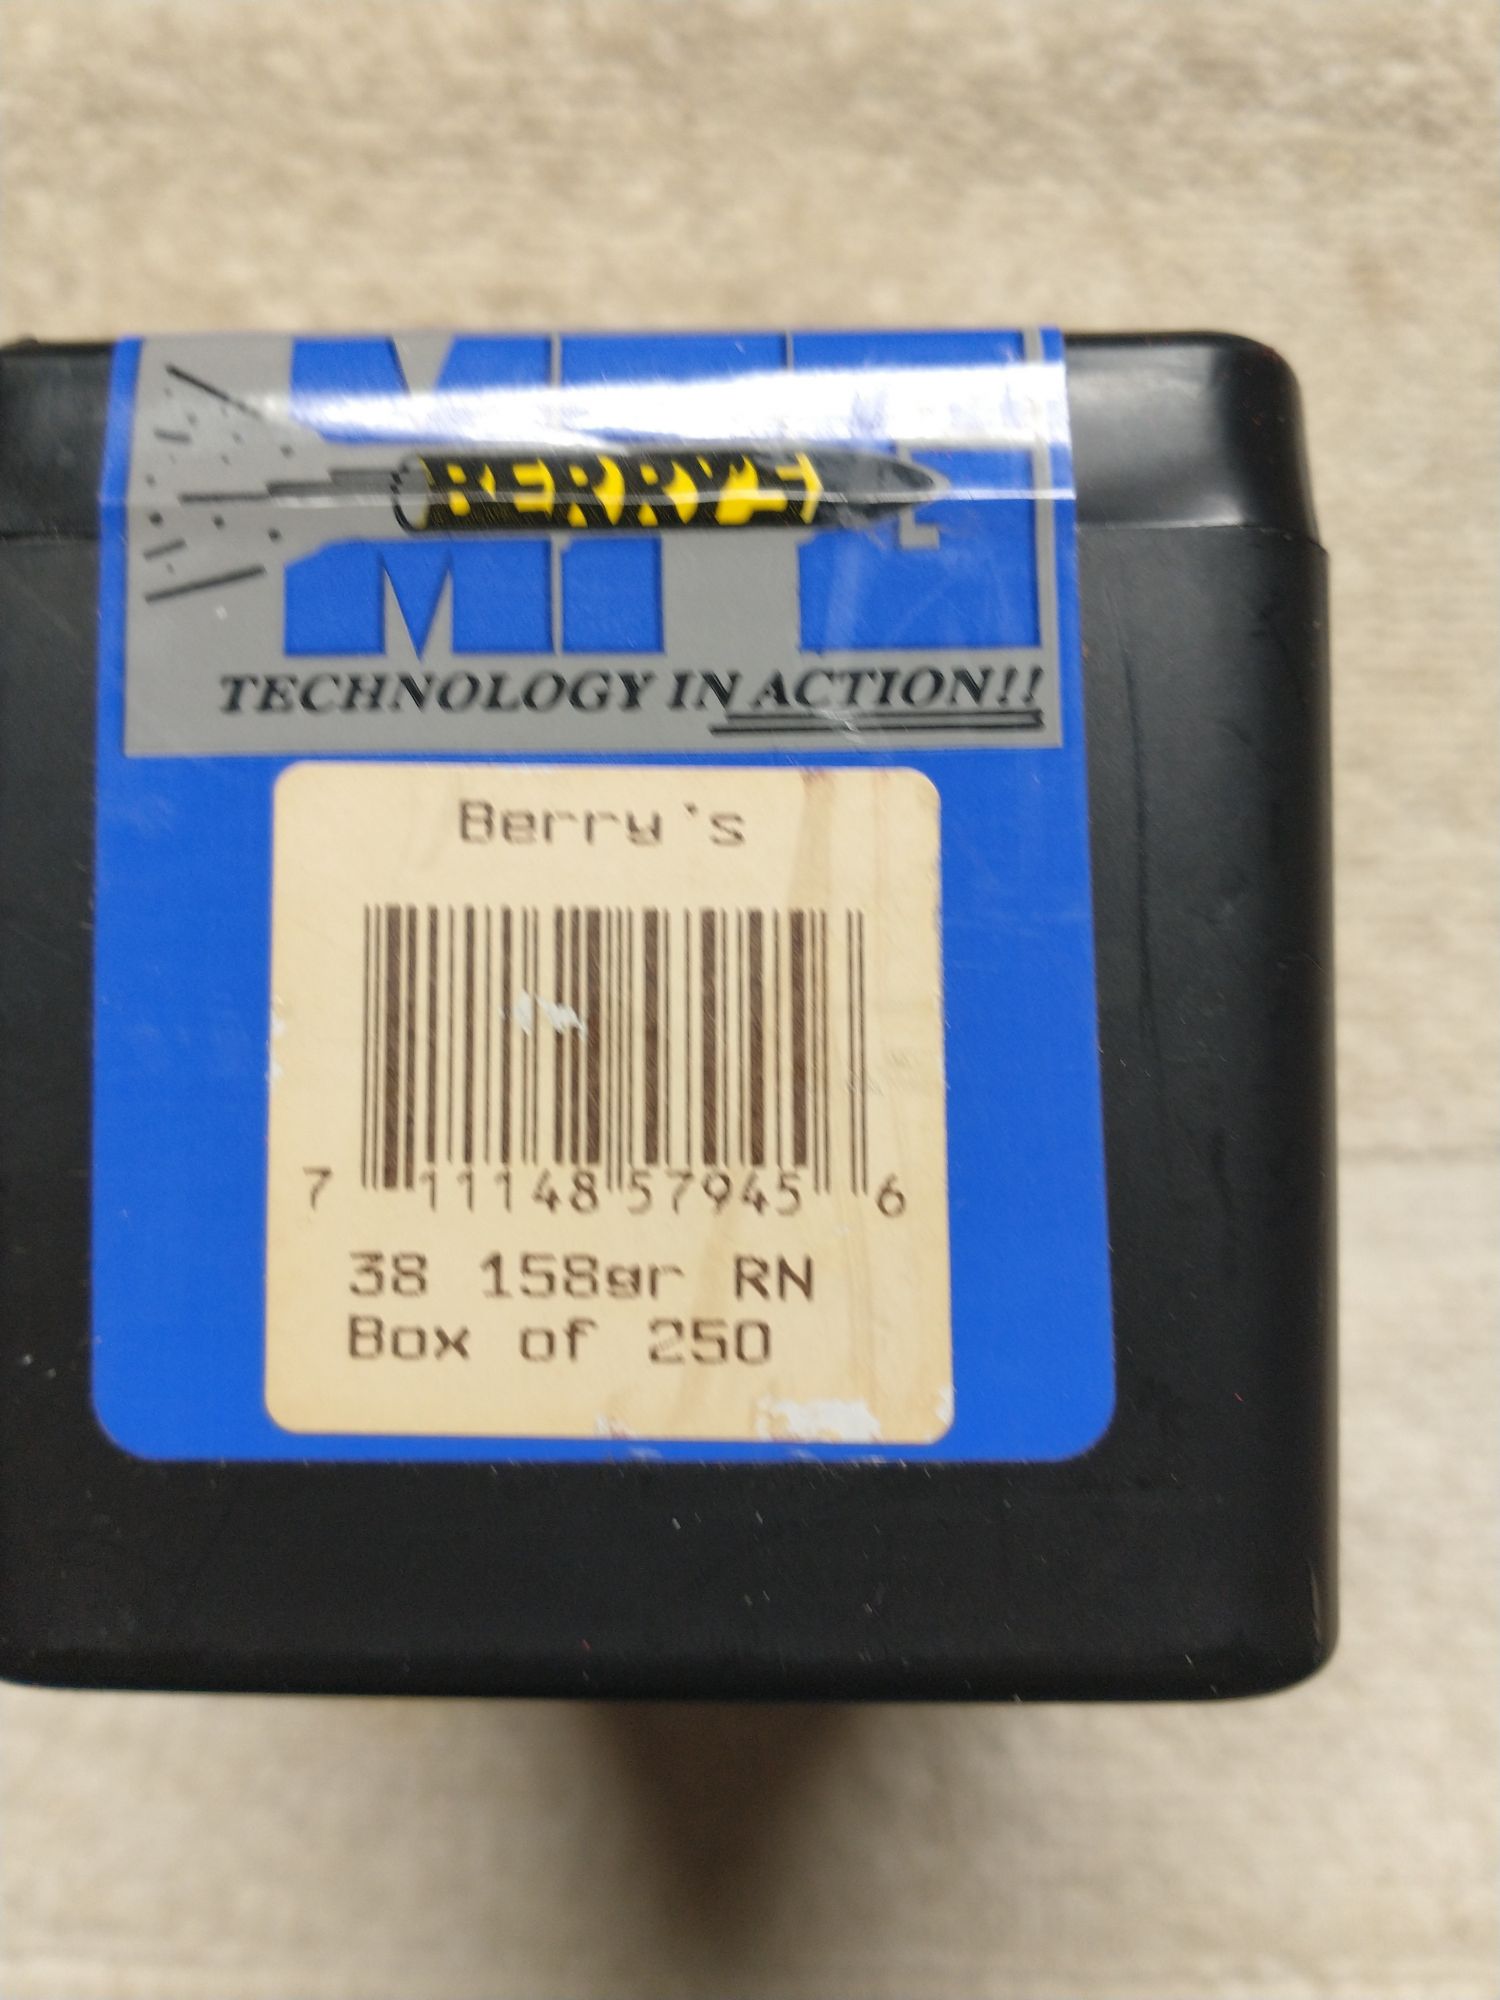 BERRY'S
TECHNOLOGY IN ACTION!!
Berry's
7 11148 57945 6
38 158gr RN
Box of 250